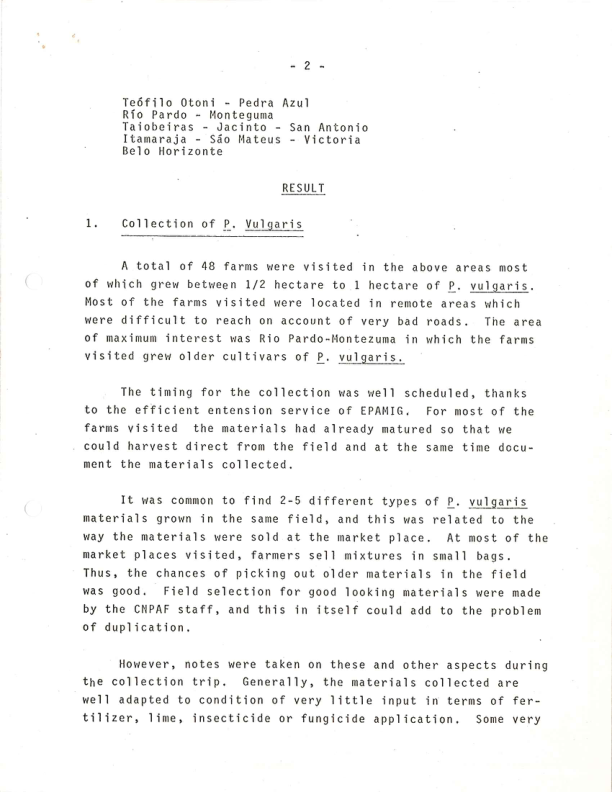 - 2 -
Teófilo Otoni - Pedra Azul
Río Pardo - Monteguma
Taiobeiras - Jacinto - San Antonio
Itamaraja - Sáo Mateus - Victoria
Belo Horizonte
RESULT
1. Collection of P. Vulgaris
A total of 48 farms were visited in the above areas most
of which grew between 1/2 hectare to 1 hectare of P. vulgaris.
Most of the farms visited were located in remote areas which
were difficult to reach on account of very bad roads. The area
of maximum interest was Rio Pardo-Montezuma in which the farms
visited grew older cultivars of P. vulgaris.
The timing for the collection was well scheduled, thanks
to the efficient entension service of EPAMIG. For most of the
farms visited the materials had already matured so that we
could harvest direct from the field and at the same time docu-
ment the materials collected.
It was common to find 2-5 different types of P. vulgaris
materials grown in the same field, and this was related to the
way the materials were sold at the market place. At most of the
market places visited, farmers sell mixtures in small bags.
Thus, the chances of picking out older materials in the field
was good. Field selection for good looking materials were made
by the CNPAF staff, and this in itself could add to the problem
of duplication.
However, notes were taken on these and other aspects during
the collection trip. Generally, the materials collected are
well adapted to condition of very little input in terms of fer-
tilizer, lime, insecticide or fungicide application. Some very